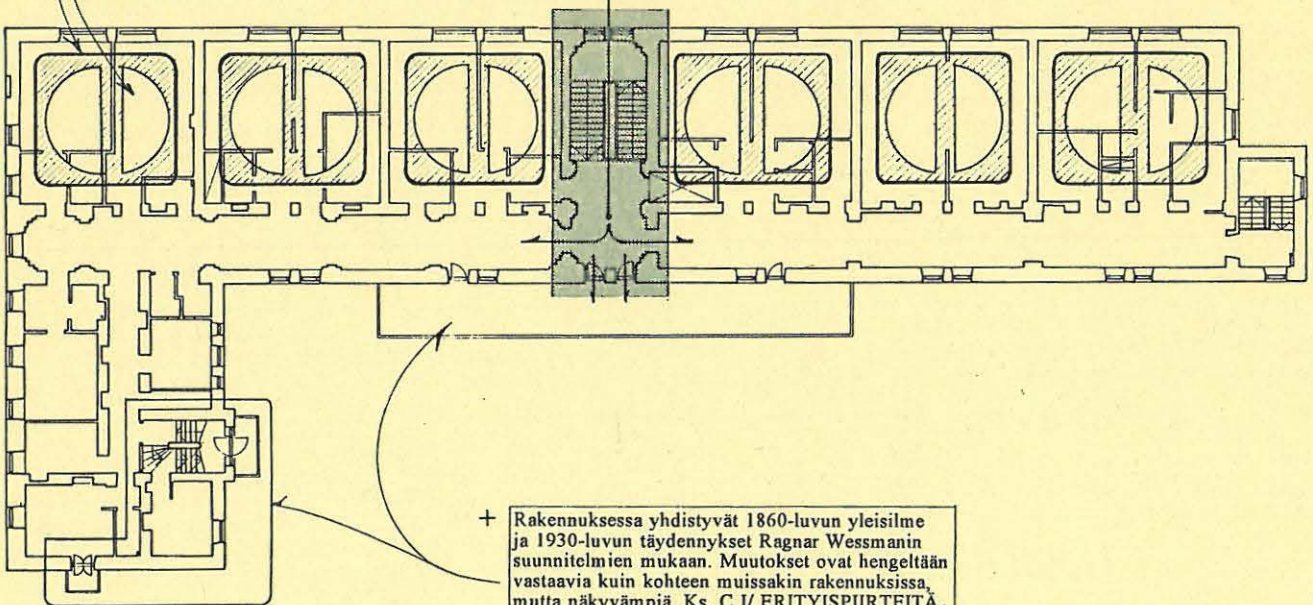 + Rakennuksessa yhdistyvät 1860-luvun yleisilme
ja 1930-luvun täydennykset Ragnar Wessmanin
suunnitelmien mukaan. Muutokset ovat hengeltään
vastaavia kuin kohteen muissakin rakennuksissa,
mutta näkyvämpiä. Ks. C.I/ ERITYISPIIRTEITÄ.